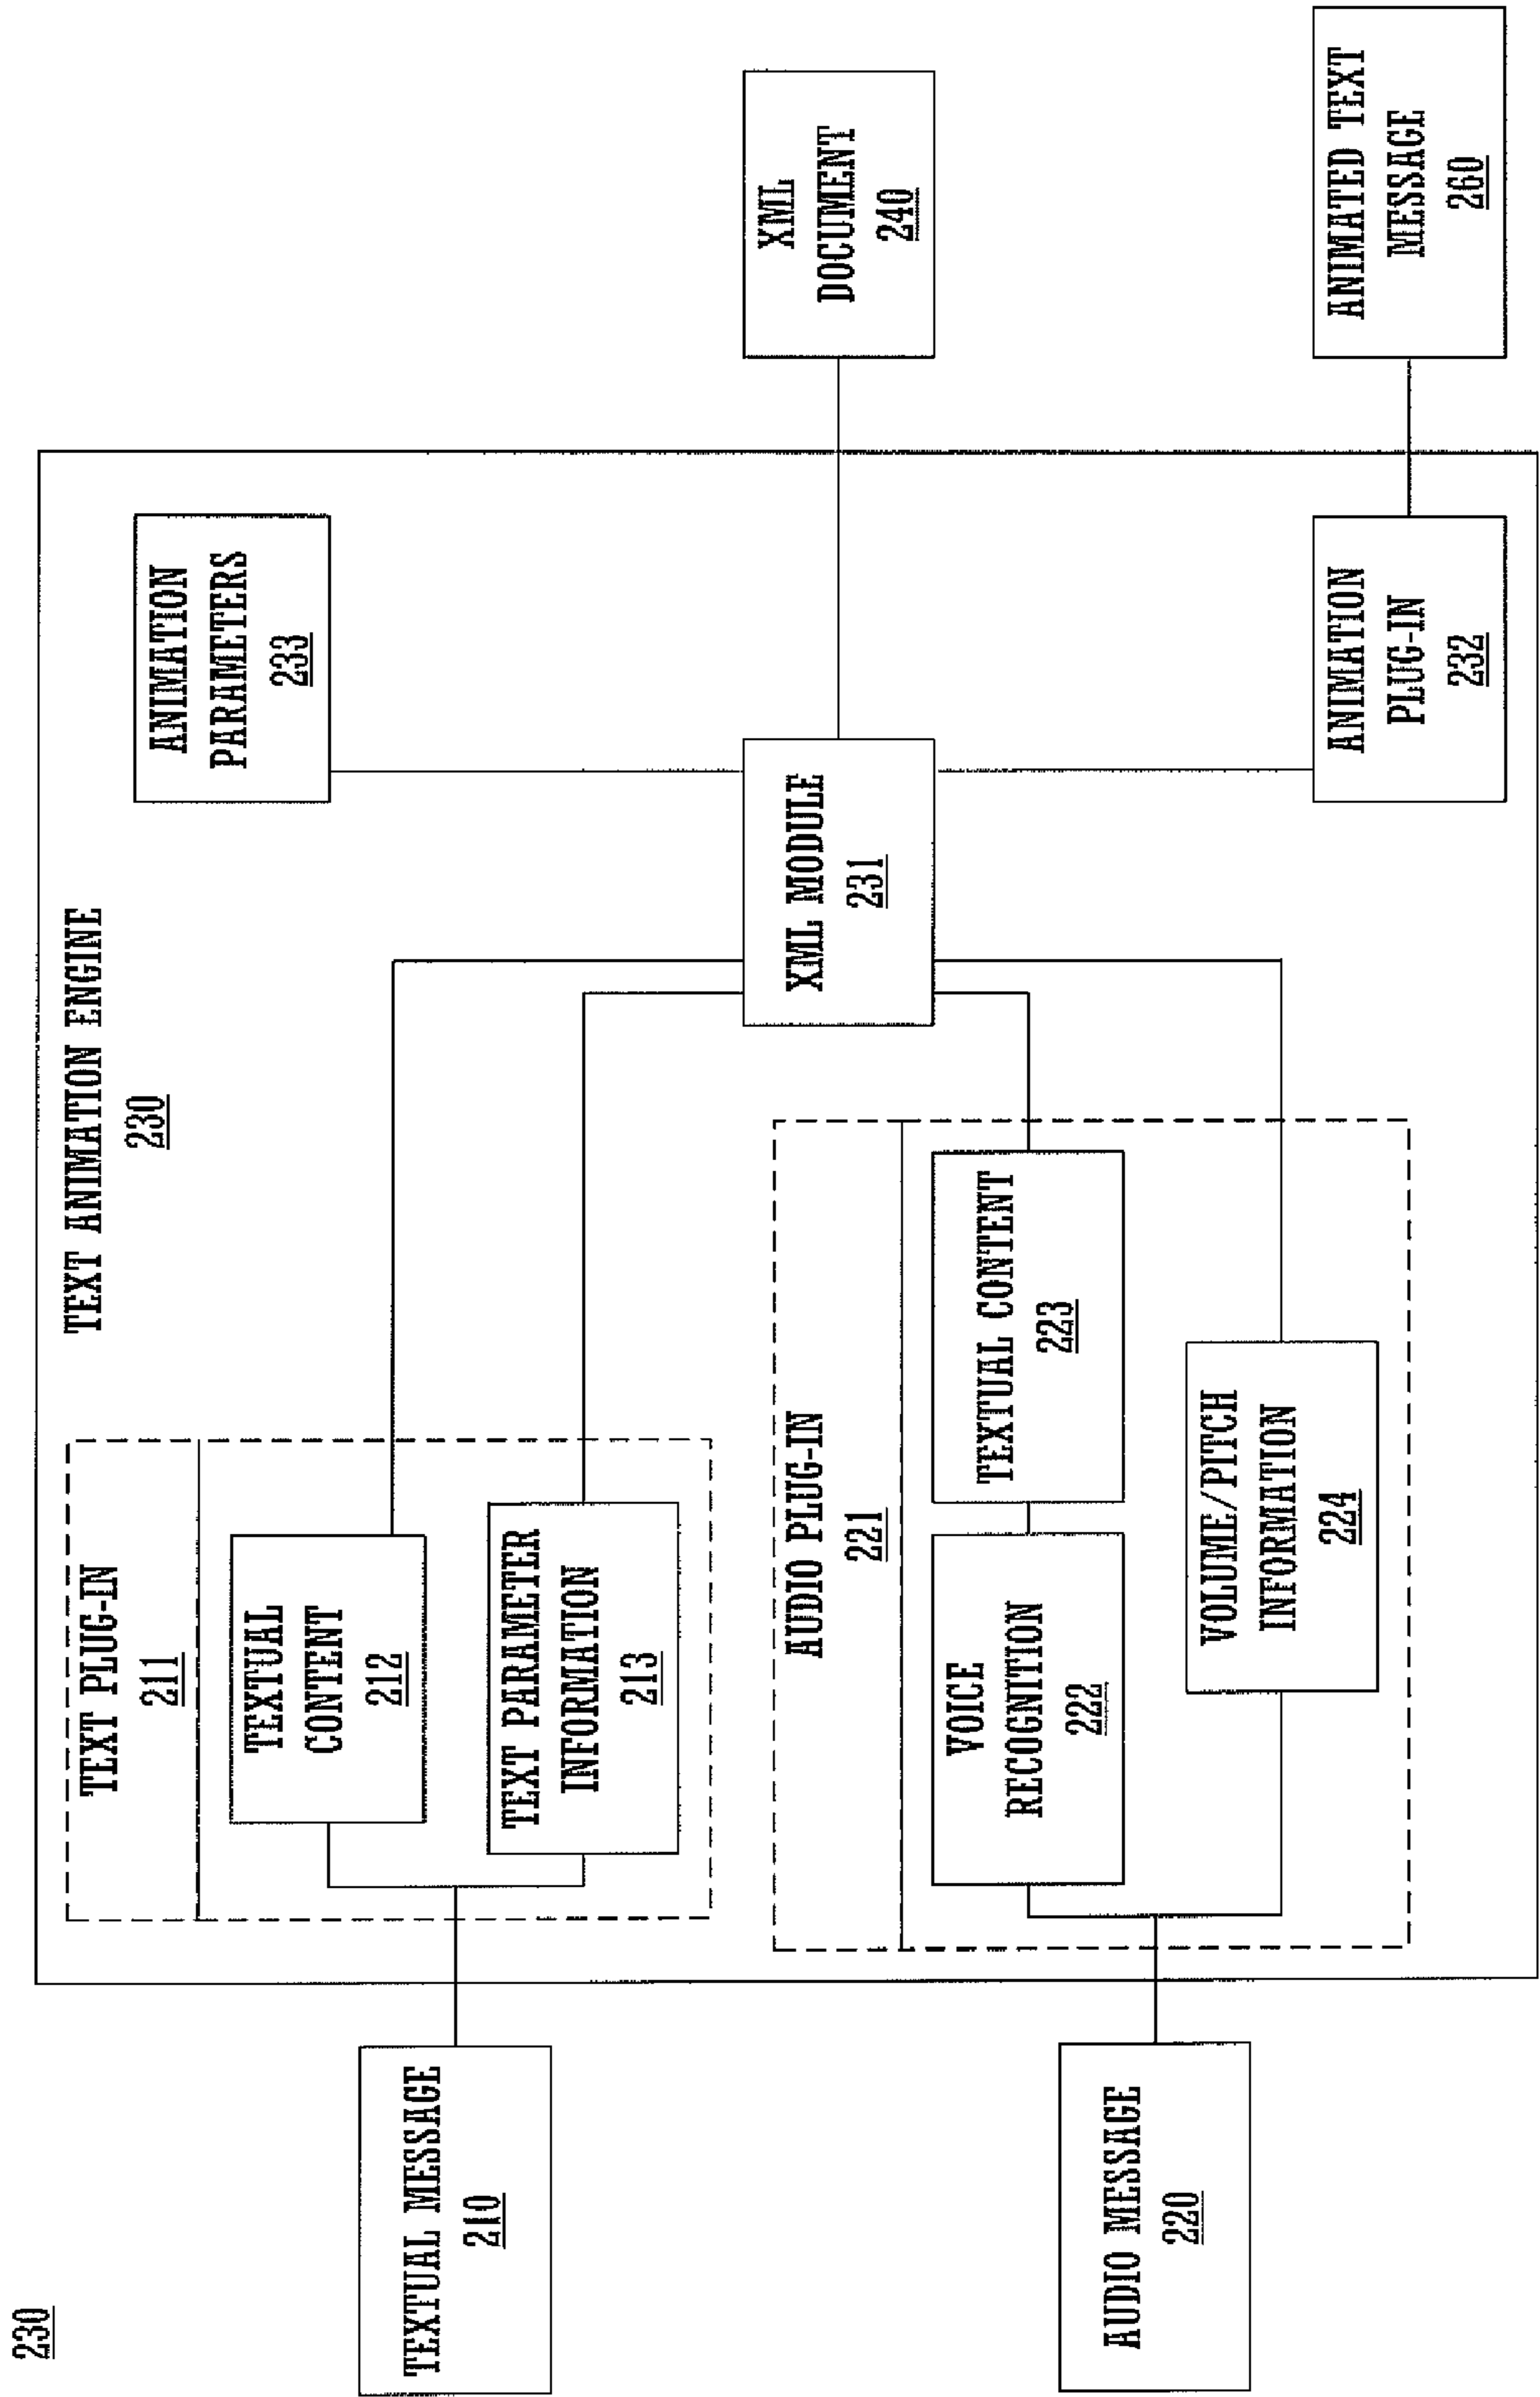 230
TEXT ANIMATION ENGINE
230
TEXTUAL MESSAGE
210
TEXT PLUG-IN
211
TEXTUAL
CONTENT
212
TEXT PARAMETER
INFORMATION
213
AUDIO MESSAGE
220
AUDIO PLUG-IN
221
VOICE
RECOGNITION
222
TEXTUAL CONTENT
223
VOLUME/PITCH
INFORMATION
224
XML MODULE
231
ANIMATION
PARAMETERS
233
ANIMATION
PLUG-IN
232
XML
DOCUMENT
240
ANIMATED TEXT
MESSAGE
260